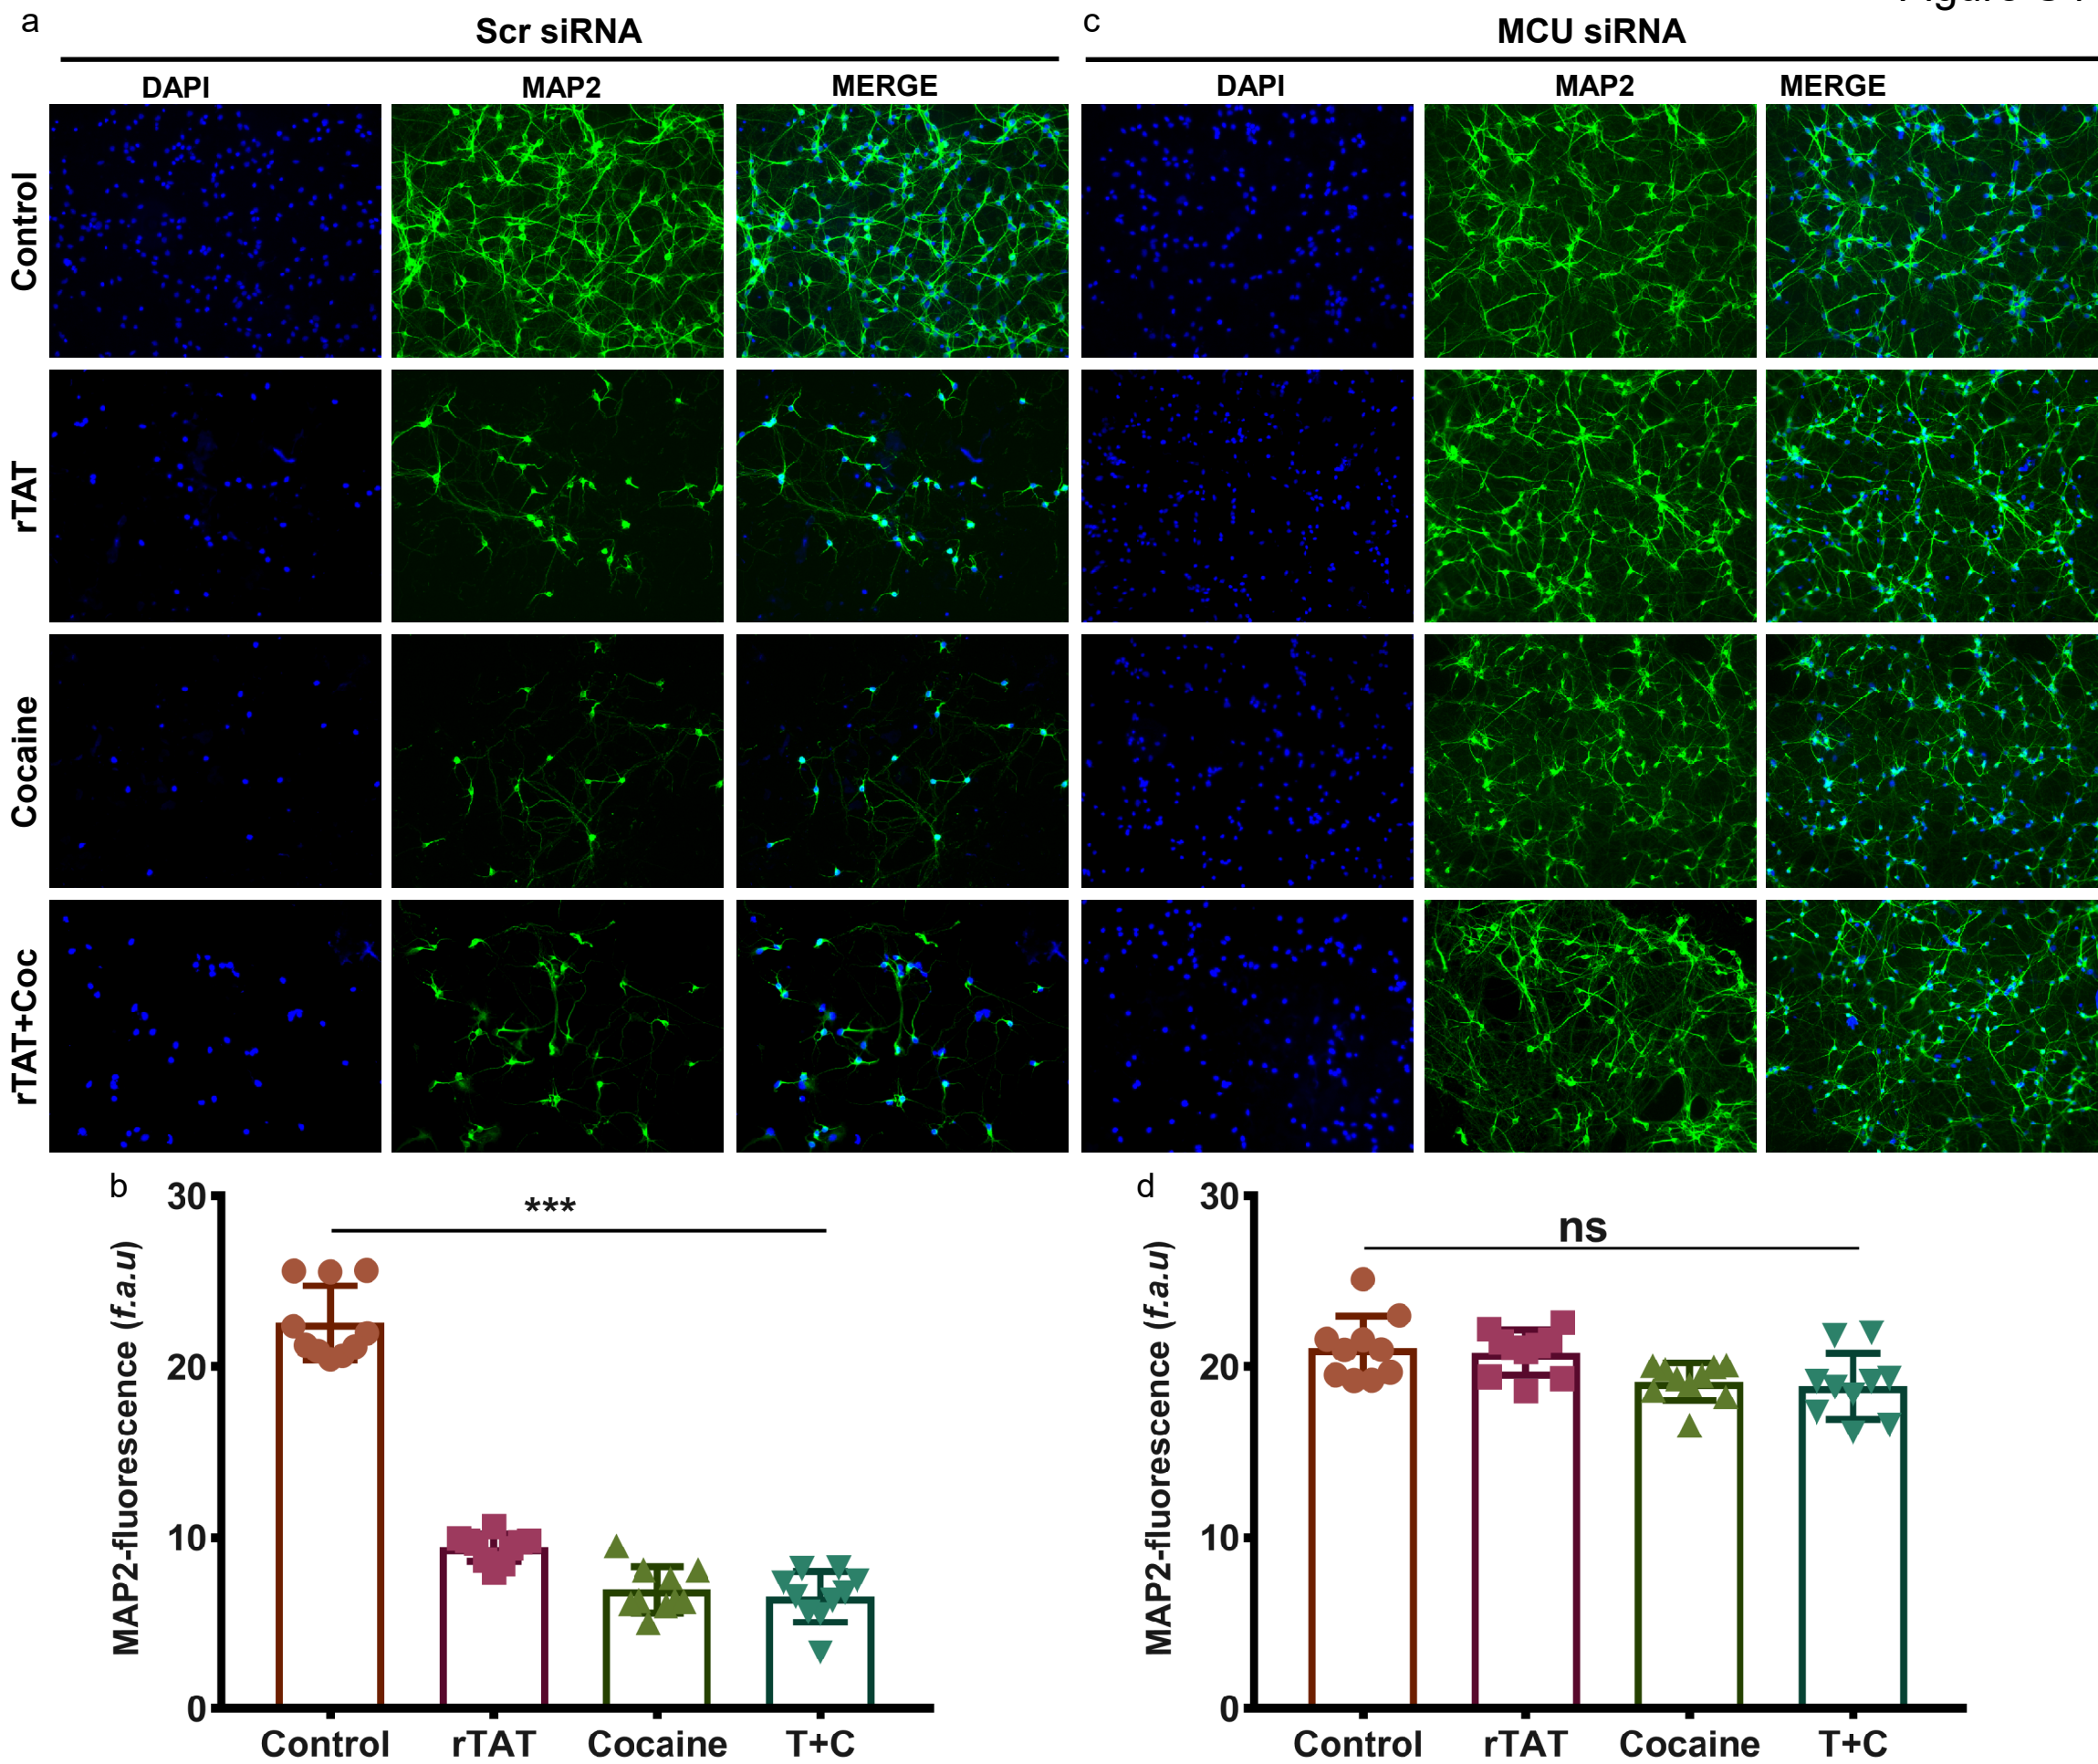 a
Scr siRNA
DAPI MAP2 MERGE
Control
rTAT
Cocaine
rTAT+Coc
c
MCU siRNA
DAPI MAP2 MERGE
b
30
20
10
0
MAP2-fluorescence (f.a.u)
***
Control rTAT Cocaine T+C
d
30
20
10
0
MAP2-fluorescence (f.a.u)
ns
Control rTAT Cocaine T+C